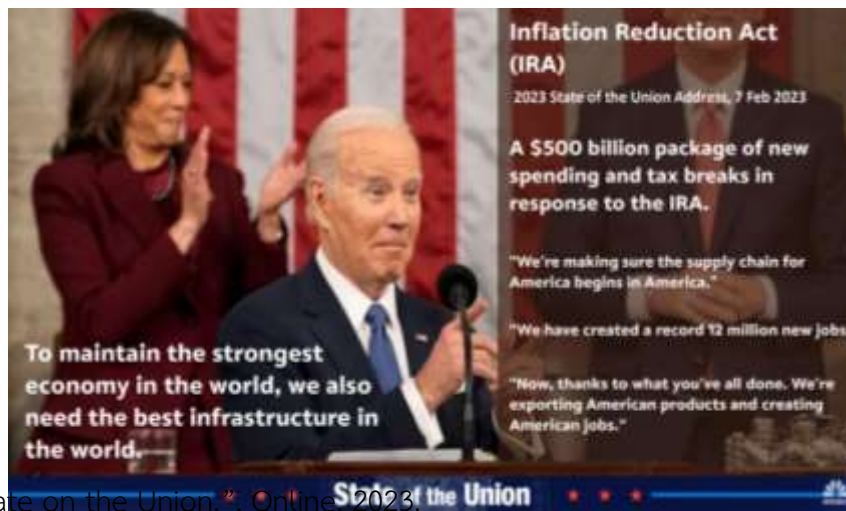 Inflation Reduction Act
(IRA)
2023 State of the Union Address, 7 Feb 2023
A $500 billion package of new
spending and tax breaks in
response to the IRA.
"We're making sure the supply chain for
America begins in America."
"We have created a record 12 million new jobs
"Now, thanks to what you've all done. We're
exporting American products and creating
American jobs."
To maintain the strongest
economy in the world, we also
need the best infrastructure in
the world.
State of the Union
ate on the Union.". Online. 2023.